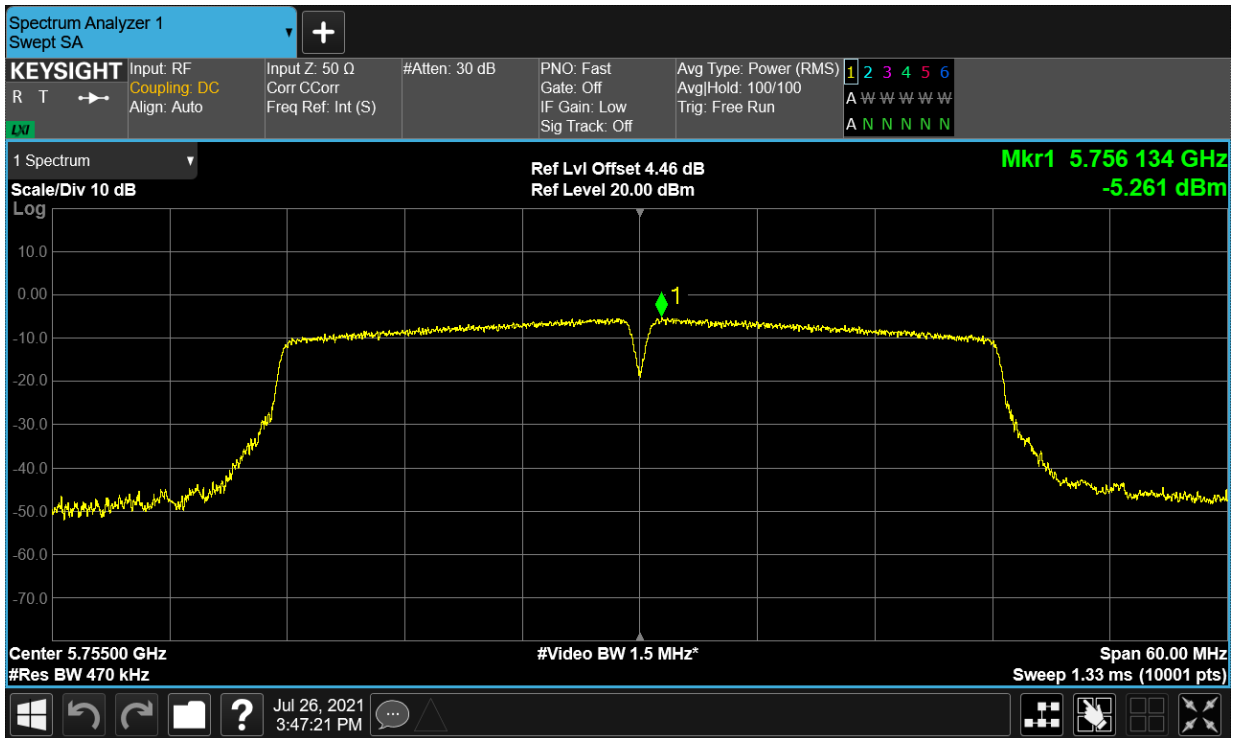 Spectrum Analyzer 1
Swept SA
▼
+
KEYSIGHT
R T
LXI
Input: RF
Coupling: DC
Align: Auto
Input Z: 50 Ω
Corr CCorr
Freq Ref: Int (S)
#Atten: 30 dB
PNO: Fast
Gate: Off
IF Gain: Low
Sig Track: Off
Avg Type: Power (RMS)
Avg|Hold: 100/100
Trig: Free Run
1 2 3 4 5 6
A W W W W W
A N N N N N
1 Spectrum ▼
Scale/Div 10 dB
Log
Ref Lvl Offset 4.46 dB
Ref Level 20.00 dBm
Mkr1 5.756 134 GHz
-5.261 dBm
10.0
0.00
1
-10.0
-20.0
-30.0
-40.0
-50.0
-60.0
-70.0
Center 5.75500 GHz
#Res BW 470 kHz
#Video BW 1.5 MHz*
Span 60.00 MHz
Sweep 1.33 ms (10001 pts)
?
Jul 26, 2021
3:47:21 PM